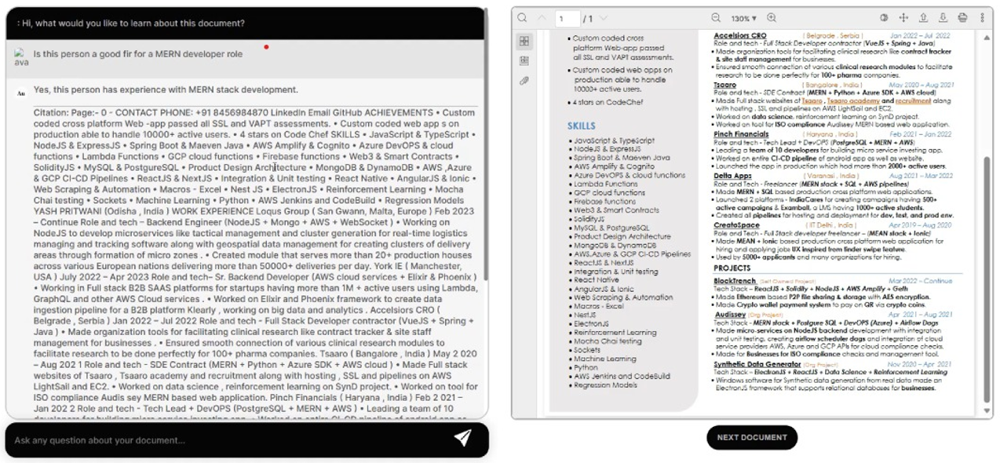 : Hi, what would you like to learn about this document?
ava
Is this person a good fir for a MERN developer role
Yes, this person has experience with MERN stack development.
Citation: Page:- 0 - CONTACT PHONE: +91 8456984870 LinkedIn Email GitHub ACHIEVEMENTS • Custom
coded cross platform Web -app passed all SSL and VAPT assessments. • Custom coded web app s on
production able to handle 10000+ active users. • 4 stars on Code Chef SKILLS • JavaScript & TypeScript •
NodeJS & ExpressJS • Spring Boot & Maeven Java • AWS Amplify & Cognito • Azure DevOPS & cloud
functions • Lambda Functions • GCP cloud functions • Firebase functions • Web3 & Smart Contracts •
SolidityJS • MySQL & PostgureSQL • Product Design Architecture • MongoDB & DynamoDB • AWS ,Azure
& GCP CI-CD Pipelines • ReactJS & NextJS • Integration & Unit testing • React Native • AngularJS & Ionic •
Web Scraping & Automation • Macros - Excel • Nest JS • ElectronJS • Reinforcement Learning • Mocha
Chai testing • Sockets • Machine Learning • Python • AWS Jenkins and CodeBuild • Regression Models
YASH PRITWANI (Odisha , India ) WORK EXPERIENCE Loqus Group ( San Gwann, Malta, Europe ) Feb 2023
– Continue Role and tech – Backend Engineer (NodeJS + Mongo + AWS + WebSocket ) • Working on
NodeJS to develop microservices like tactical management and cluster generation for real-time logistics
managing and tracking software along with geospatial data management for creating clusters of delivery
areas through formation of micro zones . • Created module that serves more than 20+ production houses
across various European nations delivering more than 50000+ deliveries per day. York IE ( Manchester,
USA ) July 2022 – Apr 2023 Role and tech– Sr. Backend Developer (AWS cloud services + Elixir & Phoenix )
• Working in Full stack B2B SAAS platforms for startups having more than 1M + active users using Lambda,
GraphQL and other AWS Cloud services . • Worked on Elixir and Phoenix framework to create data
ingestion pipeline for a B2B platform Klearly , working on big data and analytics . Accelsiors CRO (
Belgrade , Serbia ) Jan 2022 – Jul 2022 Role and tech - Full Stack Developer contractor (VueJS + Spring +
Java ) • Made organization tools for facilitating clinical research like contract tracker & site staff
management for businesses . • Ensured smooth connection of various clinical research modules to
facilitate research to be done perfectly for 100+ pharma companies. Tsaaro ( Bangalore , India ) May 2 020
– Aug 202 1 Role and tech - SDE Contract (MERN + Python + Azure SDK + AWS cloud ) • Made Full stack
websites of Tsaaro , Tsaaro academy and recruitment along with hosting , SSL and pipelines on AWS
LightSail and EC2. • Worked on data science , reinforcement learning on SynD project. • Worked on tool for
ISO compliance Audis sey MERN based web application. Pinch Financials ( Haryana , India ) Feb 2 021 –
Jan 202 2 Role and tech - Tech Lead + DevOPS (PostgreSQL + MERN + AWS ) • Leading a team of 10
Ask any question about your document...
1 / 1
130%
• Custom coded cross
platform Web-app passed
all SSL and VAPT assessments.
• Custom coded web apps on
production able to handle
10000+ active users.
• 4 stars on CodeChef
SKILLS
• JavaScript & TypeScript
• NodeJS & ExpressJS
• Spring Boot & Maeven Java
• AWS Amplify & Cognito
• Azure DevOPS & cloud functions
• Lambda Functions
• GCP cloud functions
• Firebase functions
• Web3 & Smart Contracts
• SolidityJS
• MySQL & PostgureSQL
• Product Design Architecture
• MongoDB & DynamoDB
• AWS,Azure & GCP CI-CD Pipelines
• ReactJS & NextJS
• Integration & Unit testing
• React Native
• AngularJS & Ionic
• Web Scraping & Automation
• Macros - Excel
• NestJS
• ElectronJS
• Reinforcement Learning
• Mocha Chai testing
• Sockets
• Machine Learning
• Python
• AWS Jenkins and CodeBuild
• Regression Models
Accelsiors CRO ( Belgrade , Serbia ) Jan 2022 – Jul 2022
Role and tech - Full Stack Developer contractor (VueJS + Spring + Java)
• Made organization tools for facilitating clinical research like contract tracker
& site staff management for businesses.
• Ensured smooth connection of various clinical research modules to facilitate
research to be done perfectly for 100+ pharma companies.
Tsaaro ( Bangalore , India ) May 2020 – Aug 2021
Role and tech - SDE Contract (MERN + Python + Azure SDK + AWS cloud)
• Made Full stack websites of Tsaaro , Tsaaro academy and recruitment along
with hosting , SSL and pipelines on AWS LightSail and EC2.
• Worked on data science, reinforcement learning on SynD project.
• Worked on tool for ISO compliance Audissey MERN based web application.
Pinch Financials ( Haryana , India ) Feb 2021 – Jan 2022
Role and tech - Tech Lead + DevOPS (PostgreSQL + MERN + AWS)
• Leading a team of 10 developers for building micro service investing app.
• Worked on entire CI-CD pipeline of android app as well as website.
• Launched the app in production which had more than 2000+ active users.
Delta Apps ( Varanasi , India ) Aug 2021 – Mar 2022
Role and Tech - Freelancer (MERN stack + SQL + AWS pipelines)
• Made MERN + SQL based production cross platform web applications.
• Launched 2 platforms - IndiaCares for creating campaigns having 500+
active campaigns & Examball, a LMS having 1000+ active students.
• Created all pipelines for hosting and deployment for dev, test, and prod env.
CreatoSpace ( IIT Delhi , India ) Apr 2019 – Aug 2020
Role and Tech - Full Stack developer freelancer – (MEAN stack + Ionic)
• Made MEAN + Ionic based production cross platform web application for
hiring and applying jobs UX inspired from tinder swipe feature.
• Used by 5000+ applicants and many organizations for hiring.
PROJECTS
BlockTrench (Self Owned Project) Mar 2022 – Continue
Tech Stack – ReactJS + Solidity + NodeJS + AWS Amplify + Geth
• Made Ethereum based P2P file sharing & storage with AES encryption.
• Made Crypto wallet payment system to pay on QR via crypto coins.
Audissey (Org Project) Apr 2021 – Aug 2021
Tech Stack - MERN stack + Postgure SQL + DevOPS (Azure) + Airflow Dags
• Made micro-services on NodeJS backend development with integration
and unit testing, creating airflow scheduler dags and integration of cloud
service providers AWS, Azure and GCP APIs for cloud compliance checks.
• Made for Businesses for ISO compliance checks and management tool.
Synthetic Data Generator (Org Project) Nov 2020 – Apr 2021
Tech Stack – ElectronJS + ReactJS + Data Science + Reinforcement Learning
• Windows software for Synthetic data generation from real data made on
ElectronJS framework that supports relational databases for businesses.
NEXT DOCUMENT